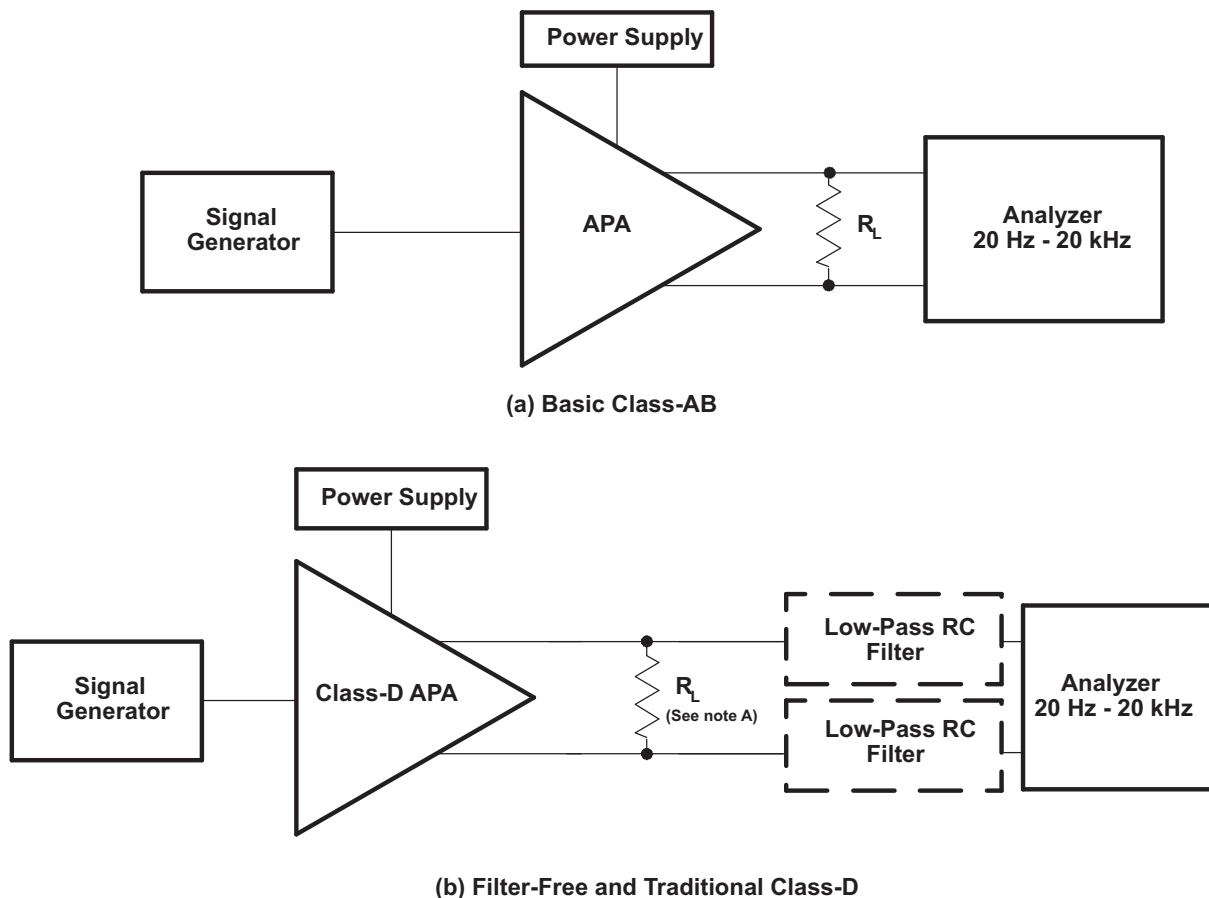 Power Supply
Signal
Generator
APA
R_L
Analyzer
20 Hz - 20 kHz
(a) Basic Class-AB
Power Supply
Signal
Generator
Class-D APA
R_L
(See note A)
Low-Pass RC
Filter
Low-Pass RC
Filter
Analyzer
20 Hz - 20 kHz
(b) Filter-Free and Traditional Class-D